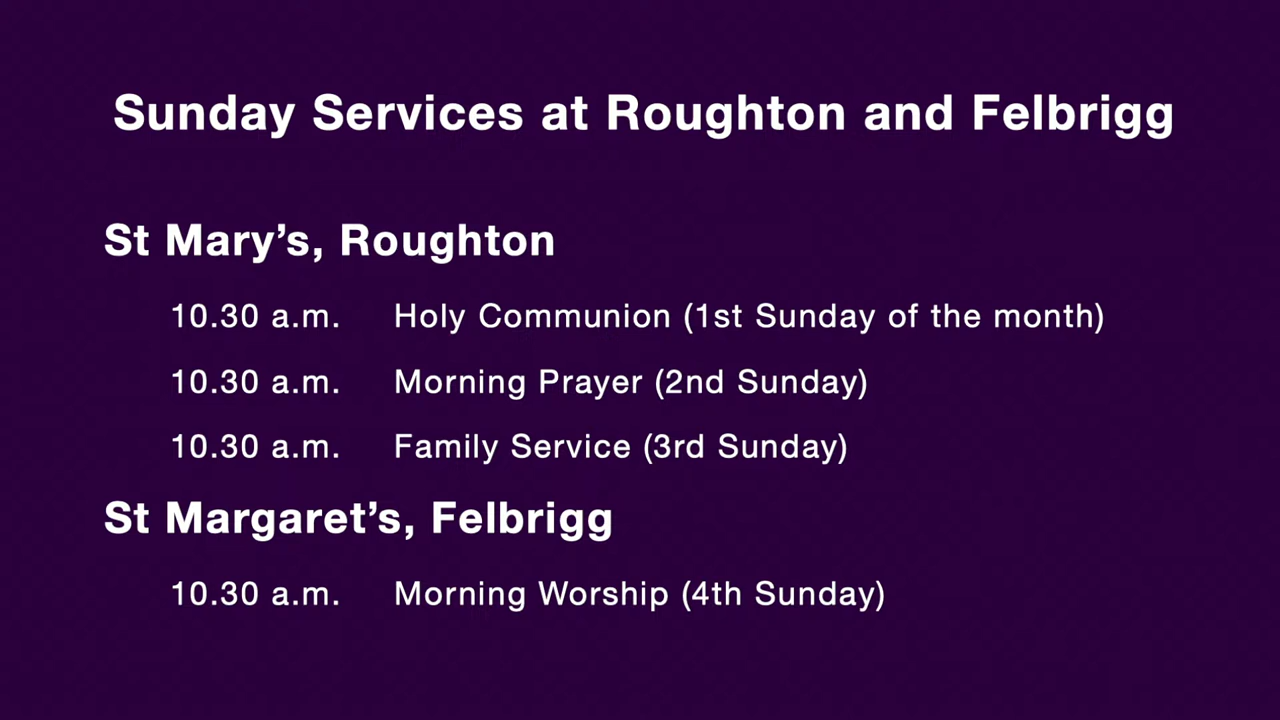 Sunday Services at Roughton and Felbrigg
St Mary’s, Roughton
10.30 a.m. Holy Communion (1st Sunday of the month)
10.30 a.m. Morning Prayer (2nd Sunday)
10.30 a.m. Family Service (3rd Sunday)
St Margaret’s, Felbrigg
10.30 a.m. Morning Worship (4th Sunday)